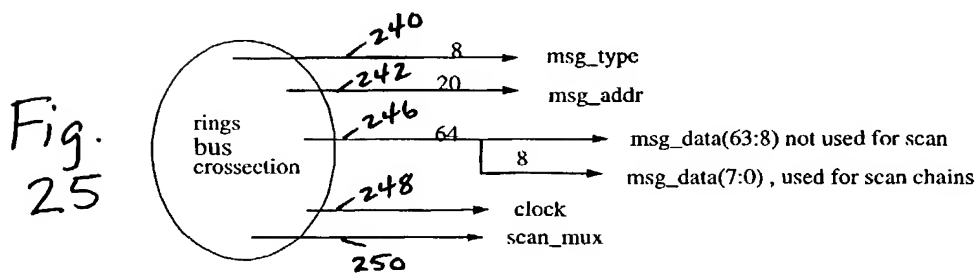 240
8
msg_type
242
20
msg_addr
Fig.
25
rings
bus
crossection
246
64
msg_data(63:8) not used for scan
8
msg_data(7:0) , used for scan chains
248
clock
scan_mux
250